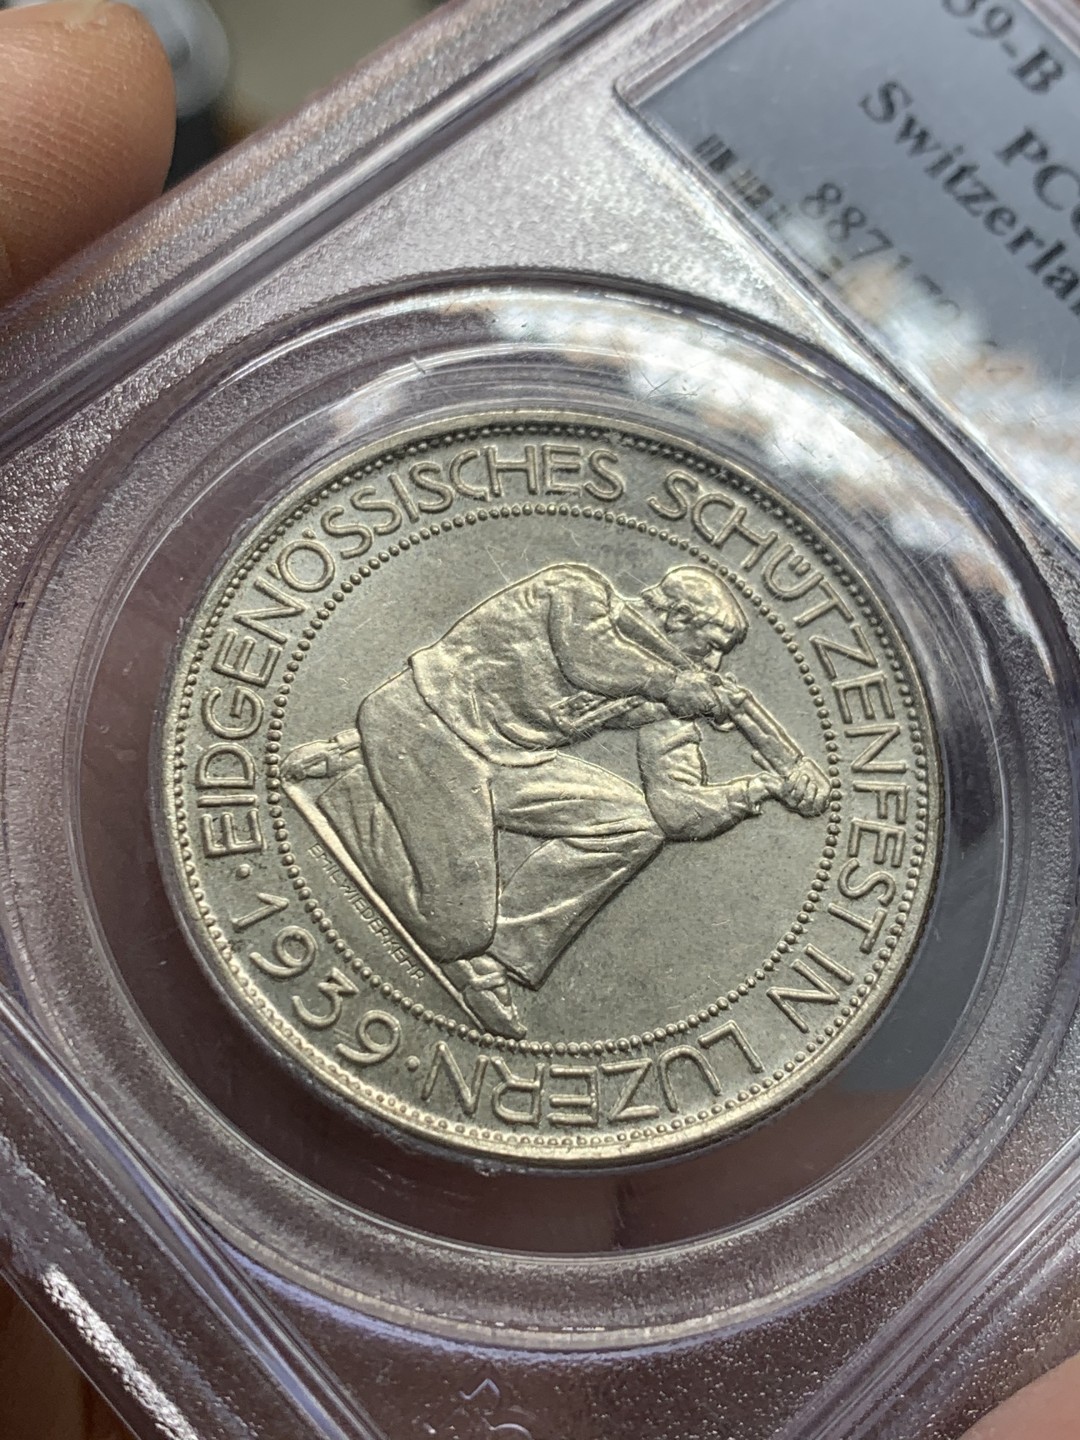 39-B
PC
Switzerla
· EIDGENÖSSISCHES SCHÜTZENFEST IN LUZERN ·
1939
EMIL WIEDERKEHR